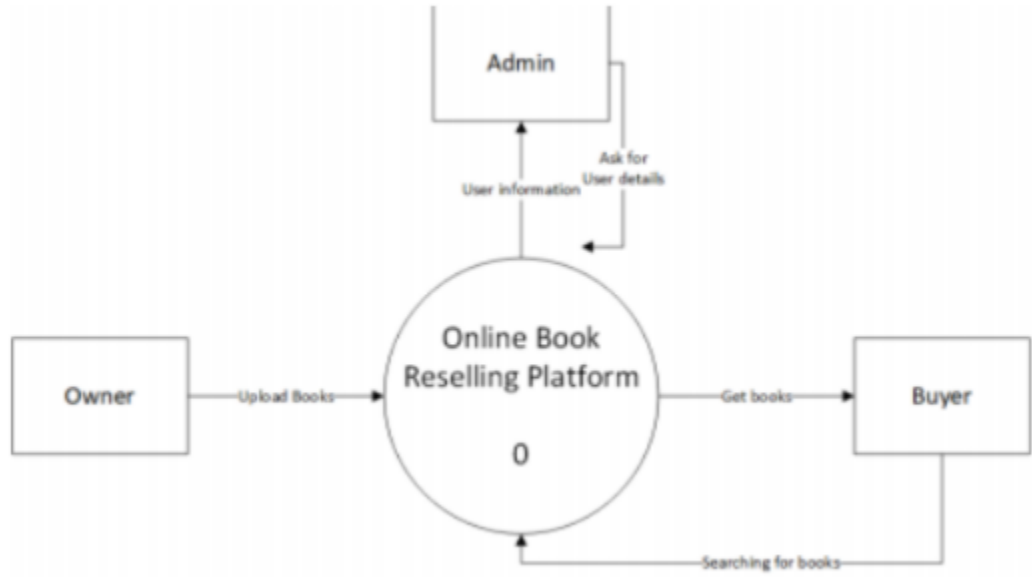 Admin
Ask for
User details
User information
Online Book
Reselling Platform
0
Owner
Upload Books
Get books
Buyer
Searching for books